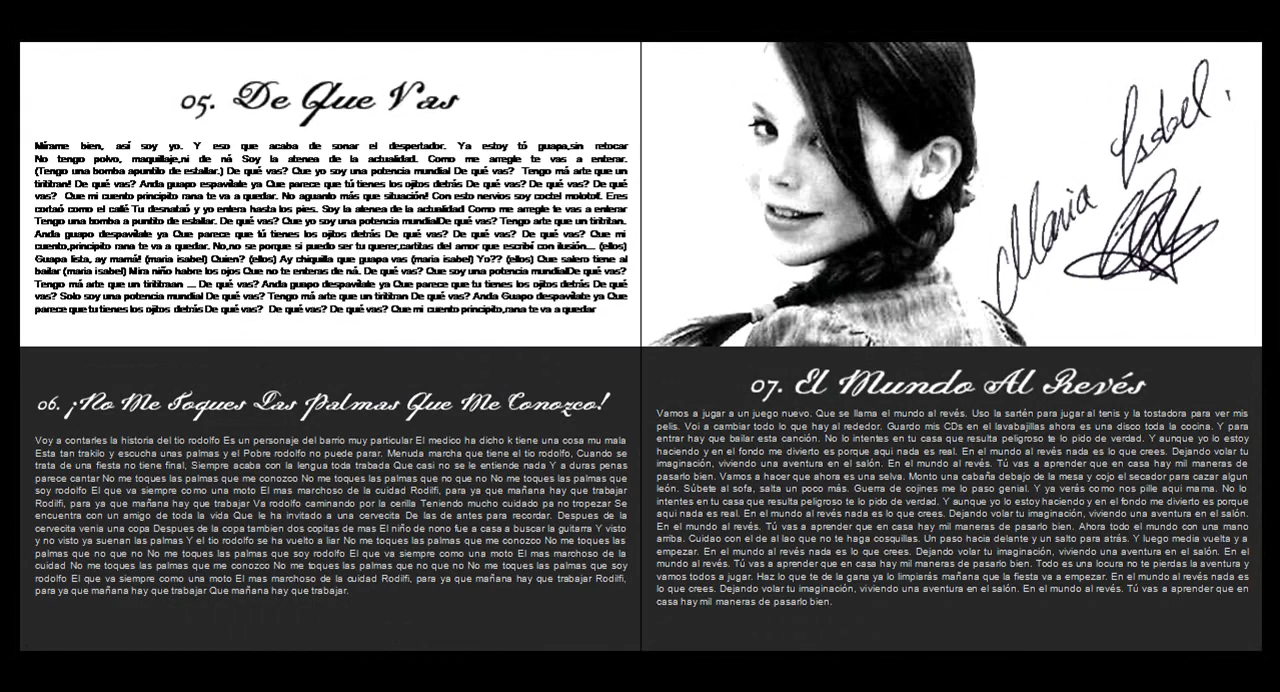 05. De Que Vas
Mírame bien, así soy yo. Y eso que acaba de sonar el despertador. Ya estoy tó guapa,sin retocar
No tengo polvo, maquillaje,ni de ná Soy la atenea de la actualidad. Como me arregle te vas a enterar.
(Tengo una bomba apuntilo de estallar.) De qué vas? Que yo soy una potencia mundial De qué vas? Tengo má arte que un
tirititran! De qué vas? Anda guapo espavilate ya Que parece que tú tienes los ojitos detrás De qué vas? De qué vas? De qué
vas? Que mi cuento principito rana te va a quedar. No aguanto más que situación! Con esto nervios soy coctel molotof. Eres
cortaó como el café Tu desnataó y yo entera hasta los pies. Soy la atenea de la actualidad Como me arregle te vas a enterar
Tengo una bomba a puntito de estallar. De qué vas? Que yo soy una potencia mundialDe qué vas? Tengo arte que un tiritritan.
Anda guapo despavilate ya Que parece que tú tienes los ojitos detrás De qué vas? De qué vas? De qué vas? Que mi
cuento,principito rana te va a quedar. No,no se porque si puedo ser tu querer,cartitas del amor que escribí con ilusión.... (ellos)
Guapa lista, ay mamá! (maria isabel) Quien? (ellos) Ay chiquilla que guapa vas (maria isabel) Yo?? (ellos) Que salero tiene al
bailar (maria isabel) Mira niño habre los ojos Que no te enteras de ná. De qué vas? Que soy una potencia mundialDe qué vas?
Tengo má arte que un tirititraan .... De qué vas? Anda guapo despavilate ya Que parece que tu tienes los ojitos detrás De qué
vas? Solo soy una potencia mundial De qué vas? Tengo má arte que un tirititran De qué vas? Anda Guapo despavilate ya Que
parece que tu tienes los ojitos detrás De qué vas? De qué vas? De qué vas? Que mi cuento principito,rana te va a quedar
Maria Isabel.
06. ¡No Me Toques Las Palmas Que Me Conozco!
Voy a contarles la historia del tio rodolfo Es un personaje del barrio muy particular El medico ha dicho k tiene una cosa mu mala
Esta tan trakilo y escucha unas palmas y el Pobre rodolfo no puede parar. Menuda marcha que tiene el tio rodolfo, Cuando se
trata de una fiesta no tiene final, Siempre acaba con la lengua toda trabada Que casi no se le entiende nada Y a duras penas
parece cantar No me toques las palmas que me conozco No me toques las palmas que no que no No me toques las palmas que
soy rodolfo El que va siempre como una moto El mas marchoso de la cuidad Rodilfi, para ya que mañana hay que trabajar
Rodilfi, para ya que mañana hay que trabajar Va rodolfo caminando por la cerilla Teniendo mucho cuidado pa no tropezar Se
encuentra con un amigo de toda la vida Que le ha invitado a una cervecita De las de antes para recordar. Despues de la
cervecita venia una copa Despues de la copa tambien dos copitas de mas El niño de nono fue a casa a buscar la guitarra Y visto
y no visto ya suenan las palmas Y el tio rodolfo se ha vuelto a liar No me toques las palmas que me conozco No me toques las
palmas que no que no No me toques las palmas que soy rodolfo El que va siempre como una moto El mas marchoso de la
cuidad No me toques las palmas que me conozco No me toques las palmas que no que no No me toques las palmas que soy
rodolfo El que va siempre como una moto El mas marchoso de la cuidad Rodilfi, para ya que mañana hay que trabajar Rodilfi,
para ya que mañana hay que trabajar Que mañana hay que trabajar.
07. El Mundo Al Revés
Vamos a jugar a un juego nuevo. Que se llama el mundo al revés. Uso la sartén para jugar al tenis y la tostadora para ver mis
pelis. Voi a cambiar todo lo que hay al rededor. Guardo mis CDs en el lavabajillas ahora es una disco toda la cocina. Y para
entrar hay que bailar esta canción. No lo intentes en tu casa que resulta peligroso te lo pido de verdad. Y aunque yo lo estoy
haciendo y en el fondo me divierto es porque aqui nada es real. En el mundo al revés nada es lo que crees. Dejando volar tu
imaginación, viviendo una aventura en el salón. En el mundo al revés. Tú vas a aprender que en casa hay mil maneras de
pasarlo bien. Vamos a hacer que ahora es una selva. Monto una cabaña debajo de la mesa y cojo el secador para cazar algun
león. Súbete al sofa, salta un poco más. Guerra de cojines me lo paso genial. Y ya verás como nos pille aqui mama. No lo
intentes en tu casa que resulta peligroso te lo pido de verdad. Y aunque yo lo estoy haciendo y en el fondo me divierto es porque
aqui nada es real. En el mundo al revés nada es lo que crees. Dejando volar tu imaginación, viviendo una aventura en el salón.
En el mundo al revés. Tú vas a aprender que en casa hay mil maneras de pasarlo bien. Ahora todo el mundo con una mano
arriba. Cuidao con el de al lao que no te haga cosquillas. Un paso hacia delante y un salto para atrás. Y luego media vuelta y a
empezar. En el mundo al revés nada es lo que crees. Dejando volar tu imaginación, viviendo una aventura en el salón. En el
mundo al revés. Tú vas a aprender que en casa hay mil maneras de pasarlo bien. Todo es una locura no te pierdas la aventura y
vamos todos a jugar. Haz lo que te de la gana ya lo limpiarás mañana que la fiesta va a empezar. En el mundo al revés nada es
lo que crees. Dejando volar tu imaginación, viviendo una aventura en el salón. En el mundo al revés. Tú vas a aprender que en
casa hay mil maneras de pasarlo bien.